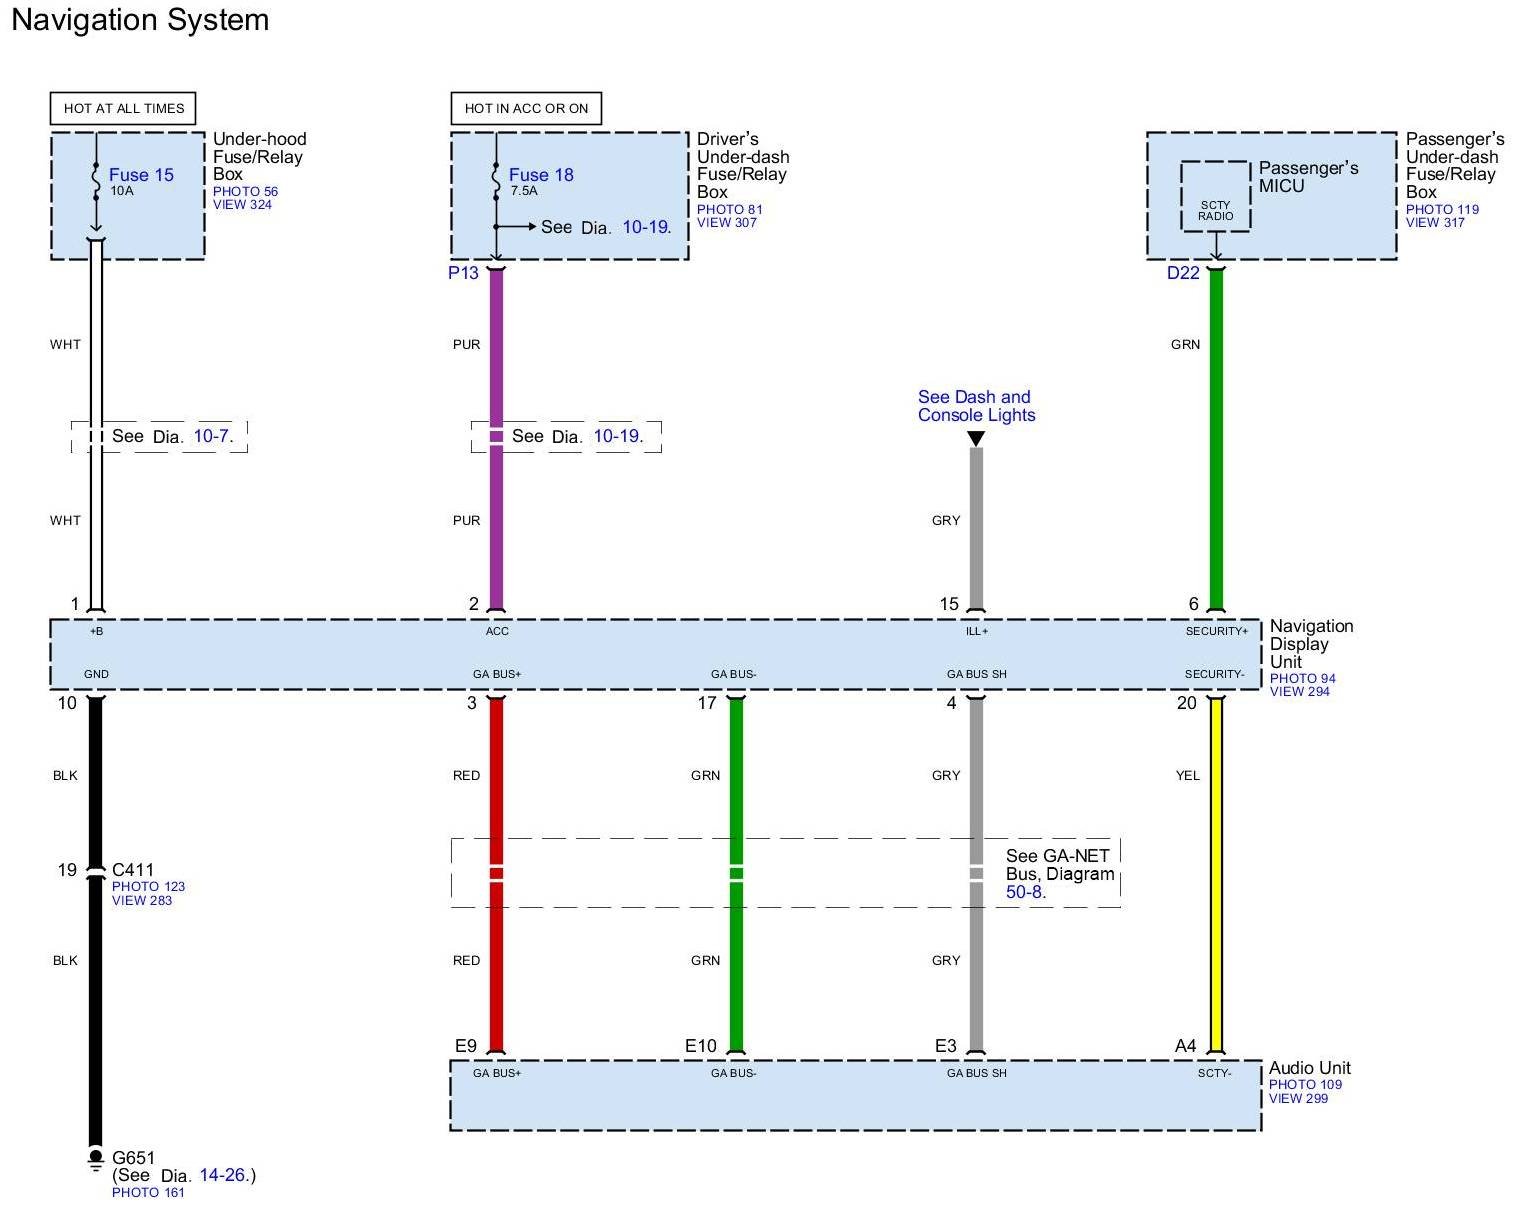 Navigation System
HOT AT ALL TIMES
HOT IN ACC OR ON
Under-hood
Fuse/Relay
Box
PHOTO 56
VIEW 324
Fuse 15
10A
Driver's
Under-dash
Fuse/Relay
Box
PHOTO 81
VIEW 307
Fuse 18
7.5A
See Dia. 10-19.
Passenger's
Under-dash
Fuse/Relay
Box
PHOTO 119
VIEW 317
Passenger's
MICU
SCTY
RADIO
P13
D22
WHT
PUR
GRN
See Dash and
Console Lights
See Dia. 10-7.
See Dia. 10-19.
WHT
PUR
GRY
1
2
15
6
+B
ACC
ILL+
SECURITY+
Navigation
Display
Unit
PHOTO 94
VIEW 294
GND
GA BUS+
GA BUS-
GA BUS SH
SECURITY-
10
3
17
4
20
BLK
RED
GRN
GRY
YEL
19
C411
PHOTO 123
VIEW 283
See GA-NET
Bus, Diagram
50-8.
BLK
RED
GRN
GRY
E9
E10
E3
A4
GA BUS+
GA BUS-
GA BUS SH
SCTY-
Audio Unit
PHOTO 109
VIEW 299
G651
(See Dia. 14-26.)
PHOTO 161